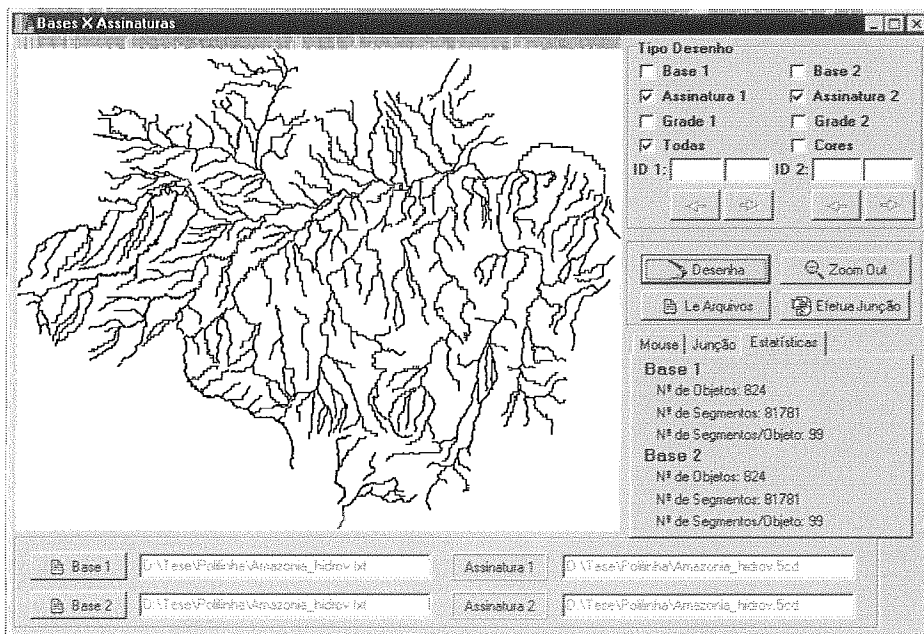 Bases X Assinaturas
Tipo Desenho
Base 1
Base 2
Assinatura 1
Assinatura 2
Grade 1
Grade 2
Todas
Cores
ID 1:
ID 2:
Desenha
Zoom Out
Le Arquivos
Efetua Junção
Mouse
Junção
Estatísticas
Base 1
Nº de Objetos: 824
Nº de Segmentos: 81781
Nº de Segmentos/Objeto: 99
Base 2
Nº de Objetos: 824
Nº de Segmentos: 81781
Nº de Segmentos/Objeto: 99
Base 1
D:\Tese\Polilinha\Amazonia_hidrov.txt
Assinatura 1
D:\Tese\Polilinha\Amazonia_hidrov.5cd
Base 2
D:\Tese\Polilinha\Amazonia_hidrov.txt
Assinatura 2
D:\Tese\Polilinha\Amazonia_hidrov.5cd